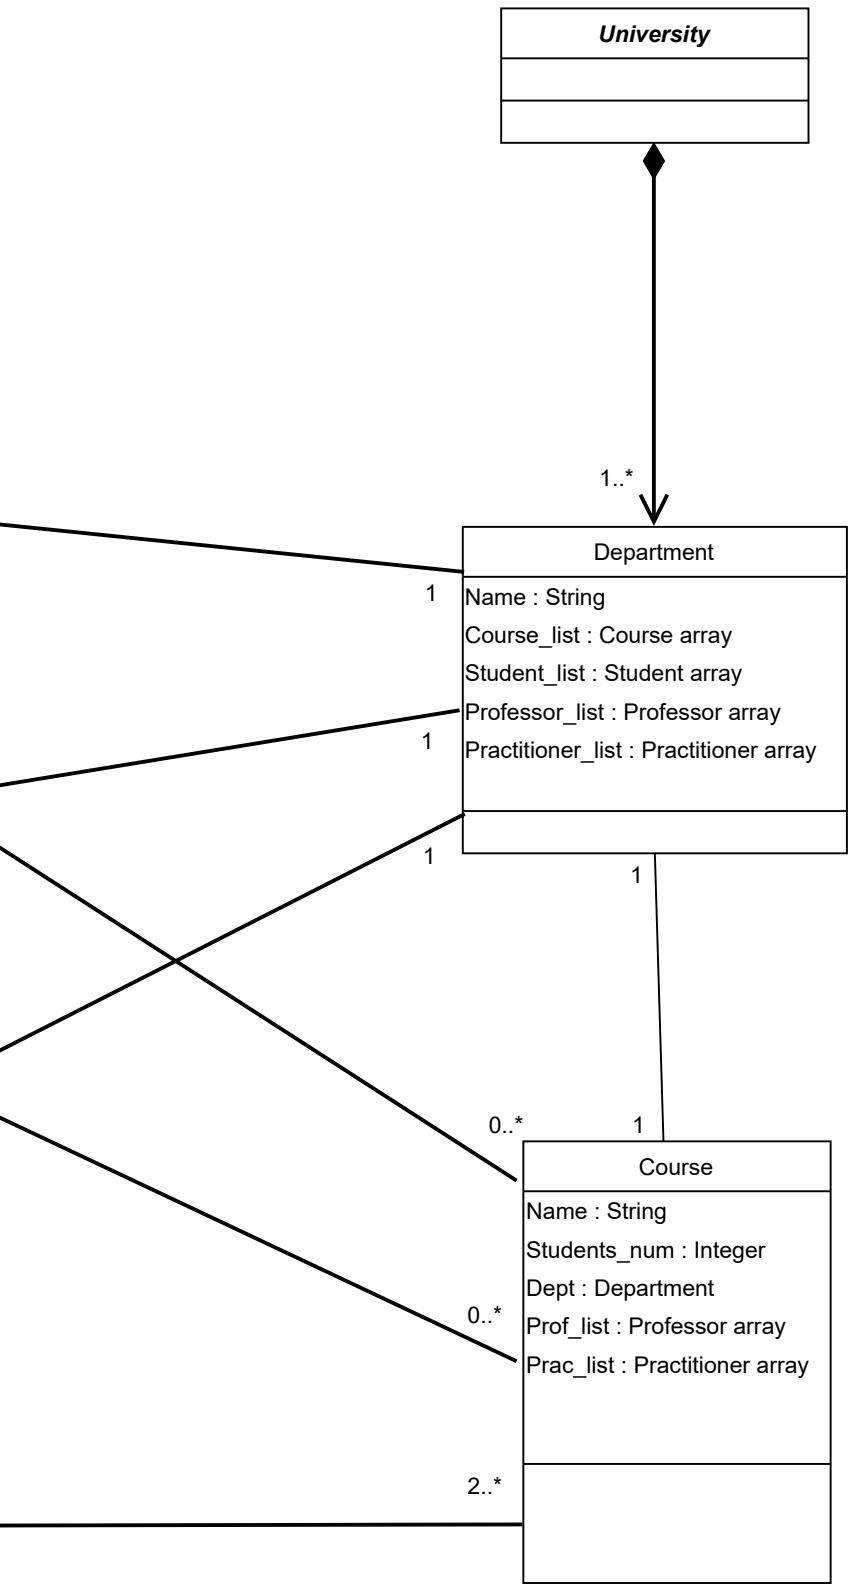 University
1..*
Department
1
Name : String
Course_list : Course array
Student_list : Student array
Professor_list : Professor array
1
Practitioner_list : Practitioner array
1
1
0..*
1
Course
Name : String
Students_num : Integer
Dept : Department
0..*
Prof_list : Professor array
Prac_list : Practitioner array
2..*